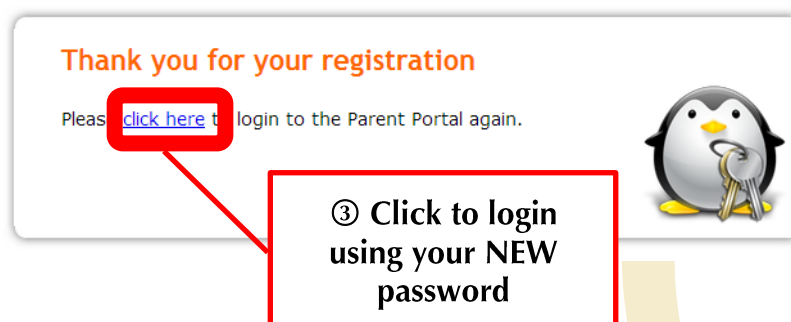 Thank you for your registration
Pleas click here t login to the Parent Portal again.
③ Click to login
using your NEW
password